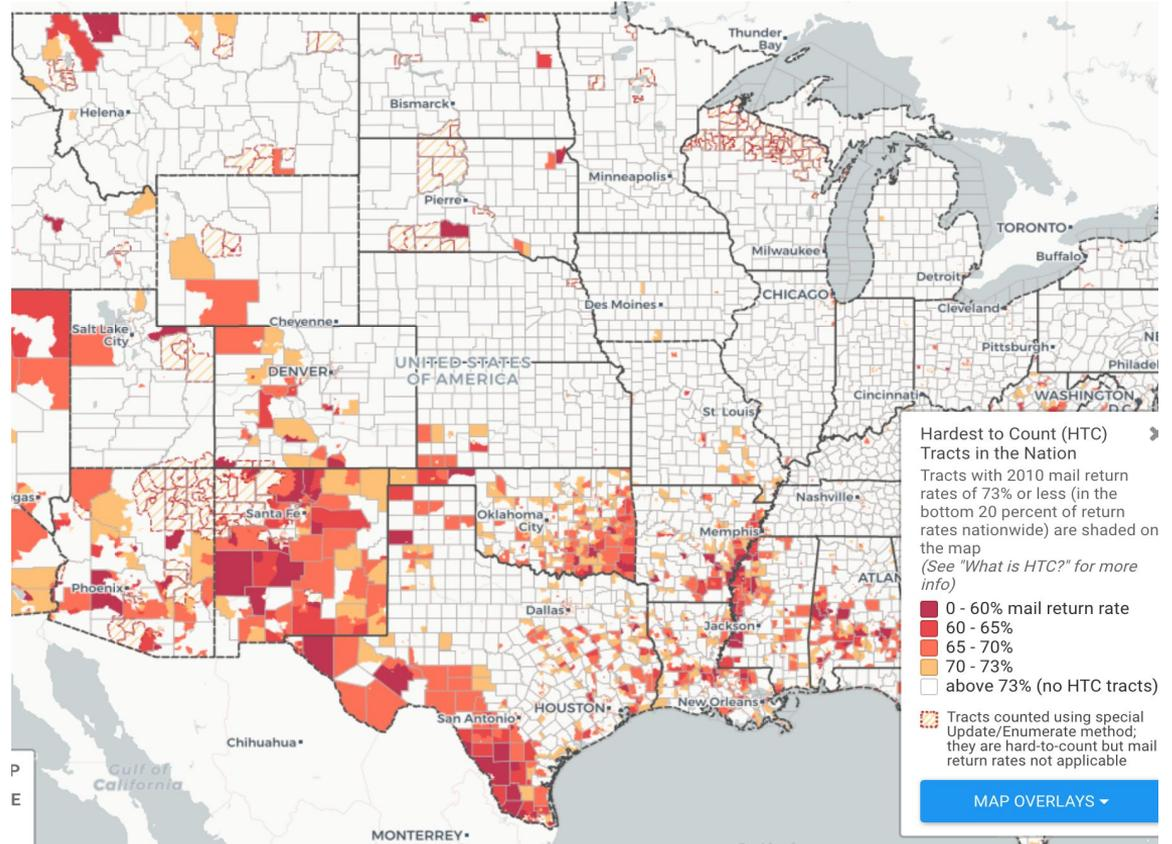 Thunder
Bay
Helena
Bismarck
Minneapolis
Pierre
TORONTO
Milwaukee
Buffalo
Detroit
Des Moines
CHICAGO
Cleveland
Cheyenne
Salt Lake
City
NE
Pittsburgh
UNITED STATES
OF AMERICA
DENVER
Philadel
Cincinnati
WASHINGTON
D.C.
St. Louis
gas
Nashville
Santa Fe
Oklahoma
City
Memphis
Phoenix
ATLAN
Dallas
Jackson
HOUSTON
New Orleans
San Antonio
Chihuahua
Gulf of
California
P
E
MONTERREY
Hardest to Count (HTC)
Tracts in the Nation
Tracts with 2010 mail return
rates of 73% or less (in the
bottom 20 percent of return
rates nationwide) are shaded on
the map
(See "What is HTC?" for more
info)
0 - 60% mail return rate
60 - 65%
65 - 70%
70 - 73%
above 73% (no HTC tracts)
Tracts counted using special
Update/Enumerate method;
they are hard-to-count but mail
return rates not applicable
MAP OVERLAYS